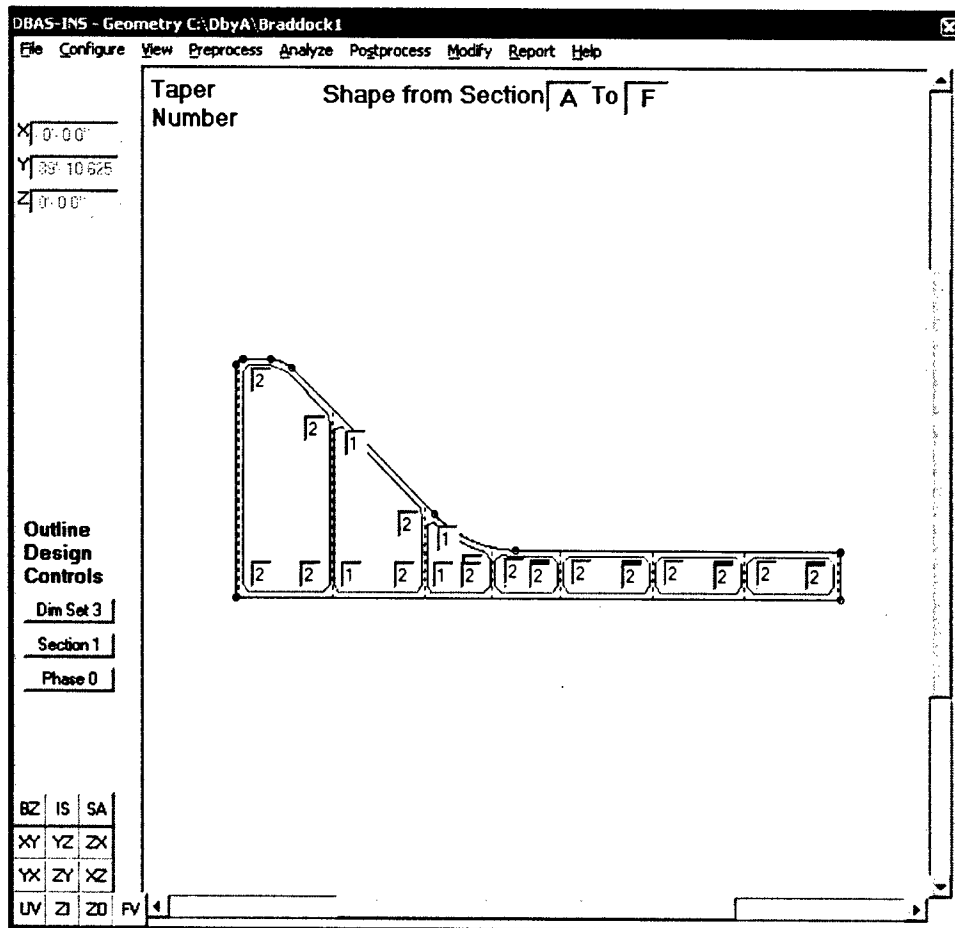 DBAS-INS - Geometry C:\DbyA\Braddock1
File Configure View Preprocess Analyze Postprocess Modify Report Help
Taper Number
Shape from Section A To F
X 0'- 0 0"
Y 39'- 10 625
Z 0'- 0 0"
2
2 1
2 1
2 2 1 2 1 2 2 2 2 2 2 2 2
Outline
Design
Controls
Dim Set 3
Section 1
Phase 0
BZ IS SA
XY YZ ZX
YX ZY XZ
UV ZI ZO FV